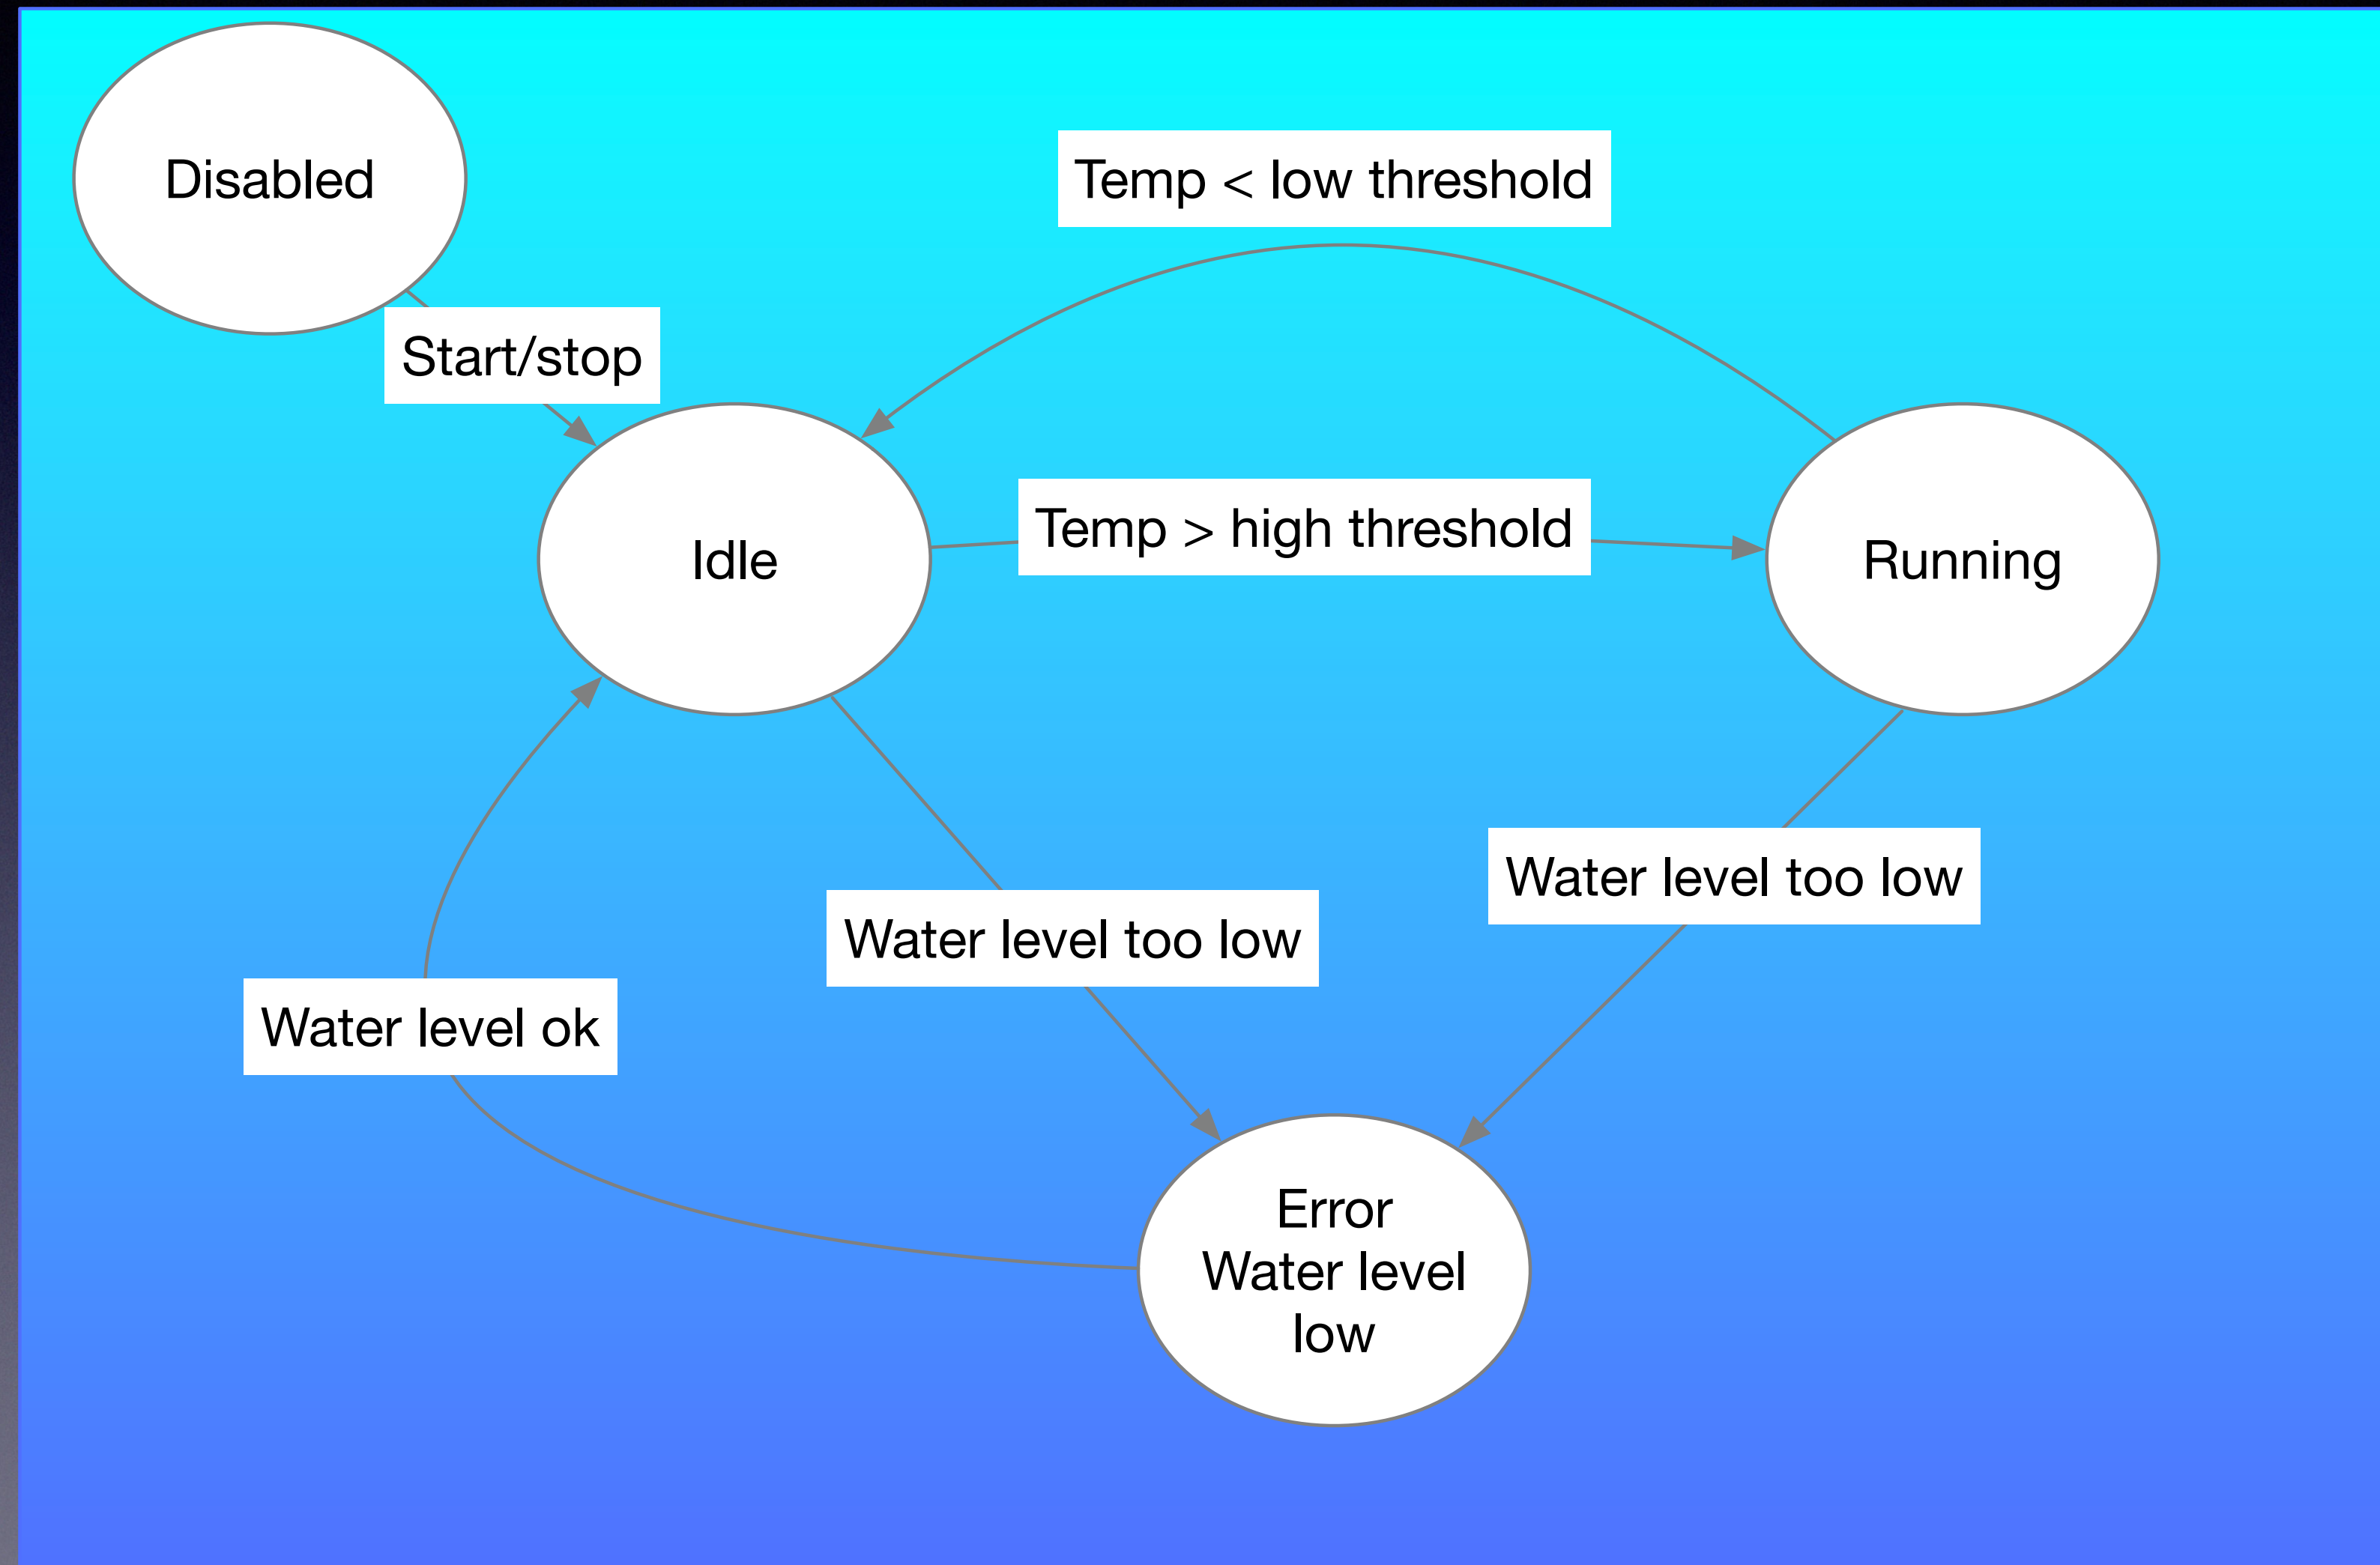 Disabled
Temp < low threshold
Start/stop
Temp > high threshold
Idle
Running
Water level too low
Water level too low
Water level ok
Error
Water level
low